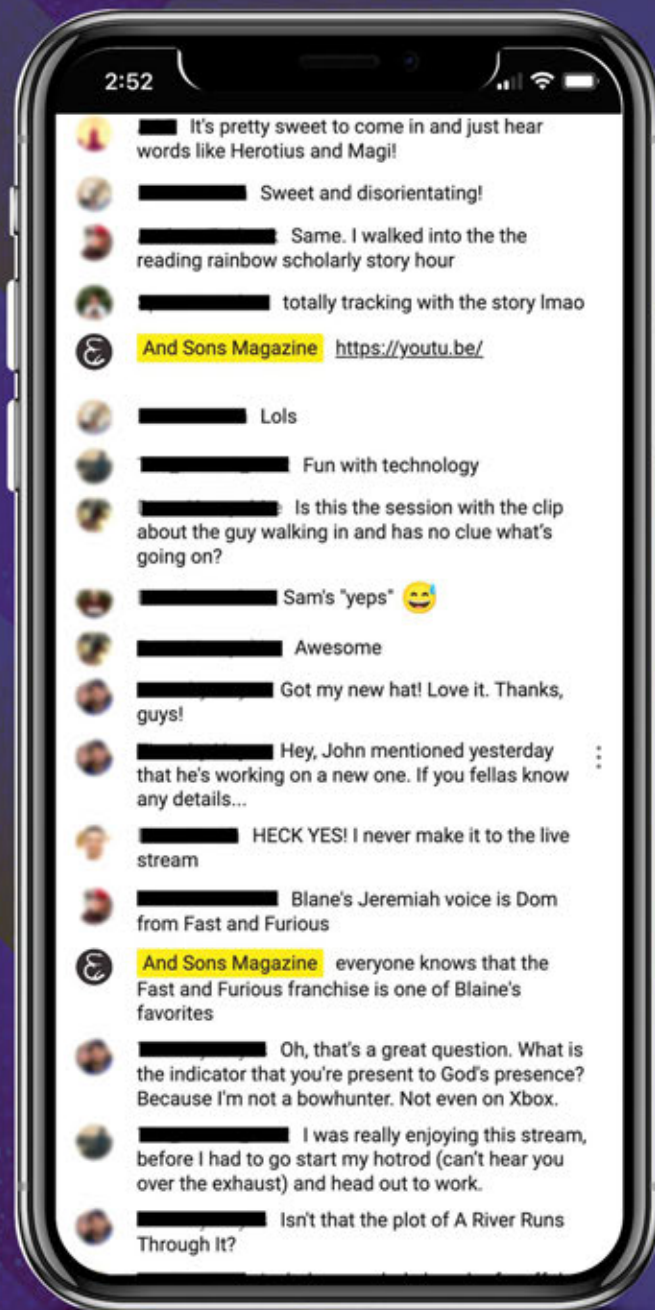 2:52
It's pretty sweet to come in and just hear
words like Herotius and Magi!
Sweet and disorientating!
Same. I walked into the the
reading rainbow scholarly story hour
totally tracking with the story lmao
And Sons Magazine https://youtu.be/
Lols
Fun with technology
Is this the session with the clip
about the guy walking in and has no clue what's
going on?
Sam's "yeps" 😅
Awesome
Got my new hat! Love it. Thanks,
guys!
Hey, John mentioned yesterday
that he's working on a new one. If you fellas know
any details...
HECK YES! I never make it to the live
stream
Blane's Jeremiah voice is Dom
from Fast and Furious
And Sons Magazine everyone knows that the
Fast and Furious franchise is one of Blaine's
favorites
Oh, that's a great question. What is
the indicator that you're present to God's presence?
Because I'm not a bowhunter. Not even on Xbox.
I was really enjoying this stream,
before I had to go start my hotrod (can't hear you
over the exhaust) and head out to work.
Isn't that the plot of A River Runs
Through It?